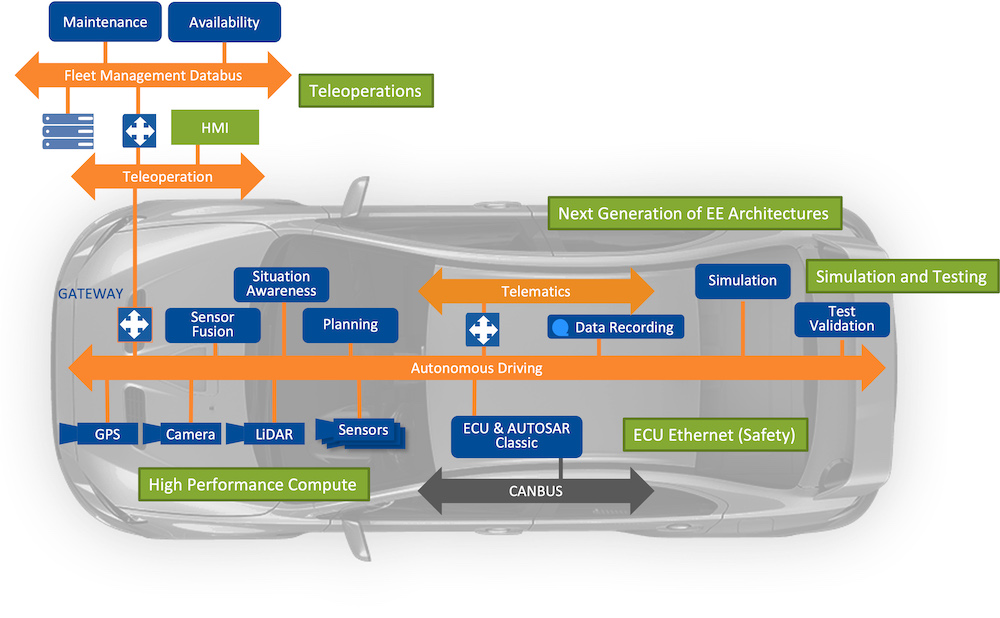 Maintenance
Availability
Fleet Management Databus
Teleoperations
HMI
Teleoperation
Next Generation of EE Architectures
Situation
Awareness
Simulation
Simulation and Testing
GATEWAY
Telematics
Sensor
Fusion
Planning
Data Recording
Test
Validation
Autonomous Driving
GPS
Camera
LiDAR
Sensors
ECU & AUTOSAR
Classic
ECU Ethernet (Safety)
High Performance Compute
CANBUS